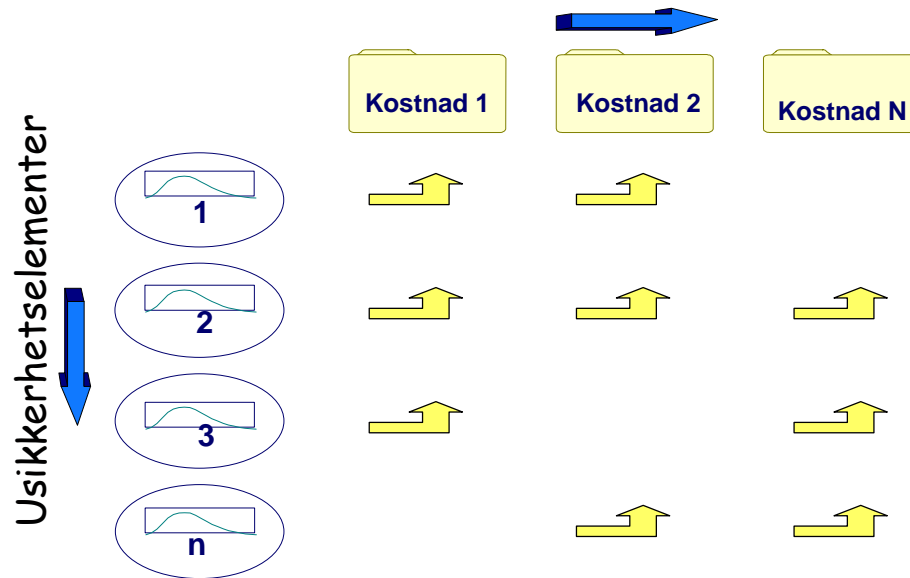 Kostnad 1
Kostnad 2
Kostnad N
Usikkerhetselementer
1
2
3
n